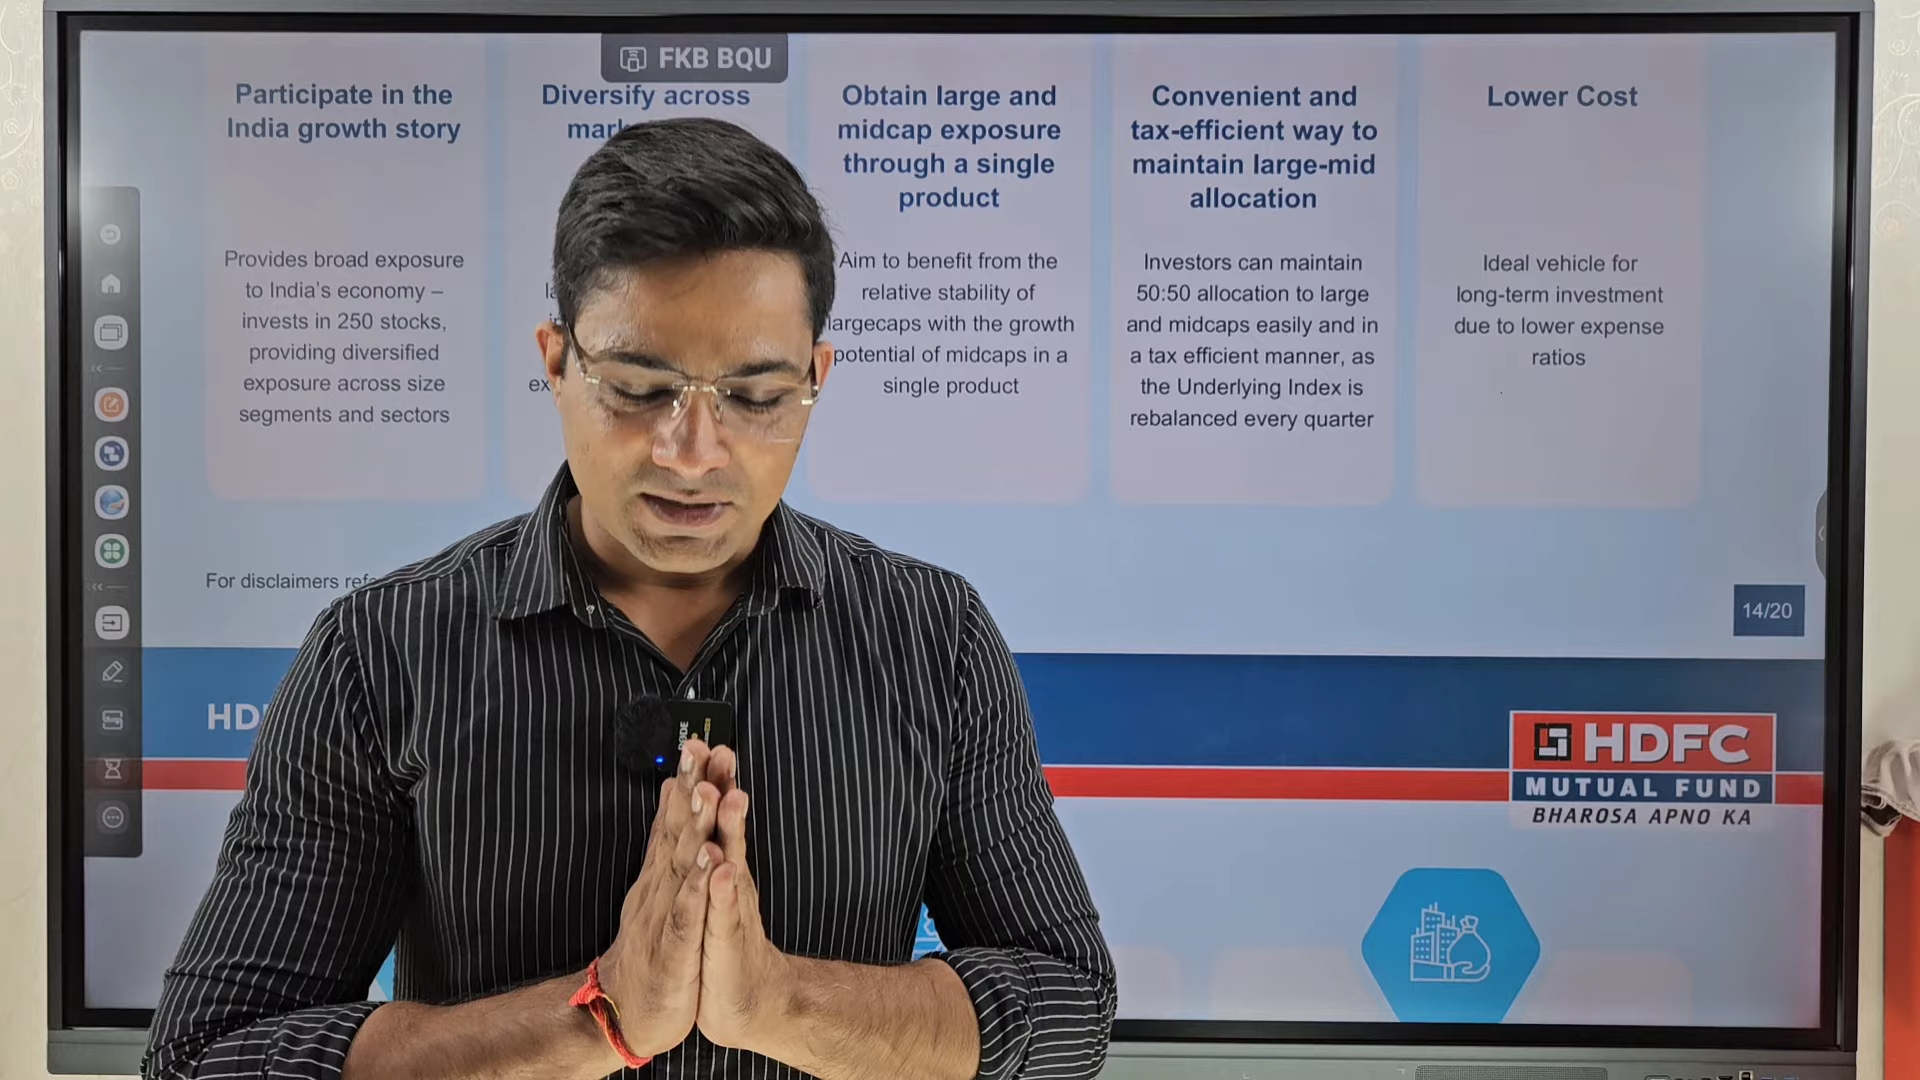 FKB BQU
Participate in the
India growth story
Provides broad exposure
to India's economy –
invests in 250 stocks,
providing diversified
exposure across size
segments and sectors
Diversify across
Obtain large and
midcap exposure
through a single
product
Aim to benefit from the
relative stability of
largecaps with the growth
potential of midcaps in a
single product
Convenient and
tax-efficient way to
maintain large-mid
allocation
Investors can maintain
50:50 allocation to large
and midcaps easily and in
a tax efficient manner, as
the Underlying Index is
rebalanced every quarter
Lower Cost
Ideal vehicle for
long-term investment
due to lower expense
ratios
For disclaimers
14/20
HD
HDFC
MUTUAL FUND
BHAROSA APNO KA
RØDE